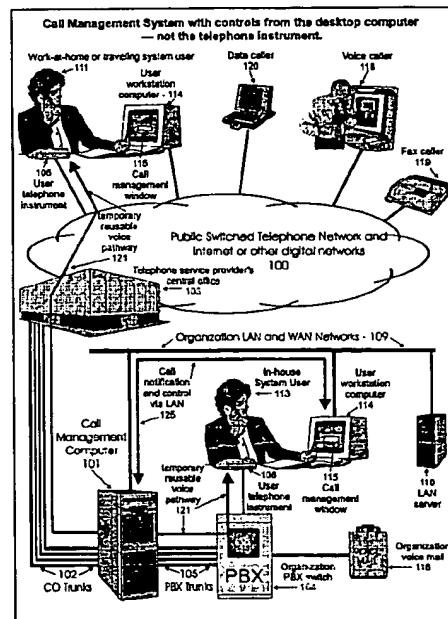 Call Management System with controls from the desktop computer
— not the telephone instrument.
Work-at-home or traveling system user
111
User
workstation
computer - 114
Data caller
120
Voice caller
118
Fax caller
119
User
telephone
instrument
Call
management
window
temporary
reusable
voice
pathway
121
Public Switched Telephone Network and
Internet or other digital networks
100
Telephone service provider's
central office
103
Organization LAN and WAN Networks - 109
Call
notification
and control
via LAN
125
In-house
System User
113
User
workstation
computer
114
Call
Management
Computer
101
temporary
reusable
voice
pathway
121
User
telephone
instrument
115
Call
management
window
110
LAN
server
102
CO Trunks
105
PBX Trunks
PBX
Organization
PBX switch
104
Organization
voice mail